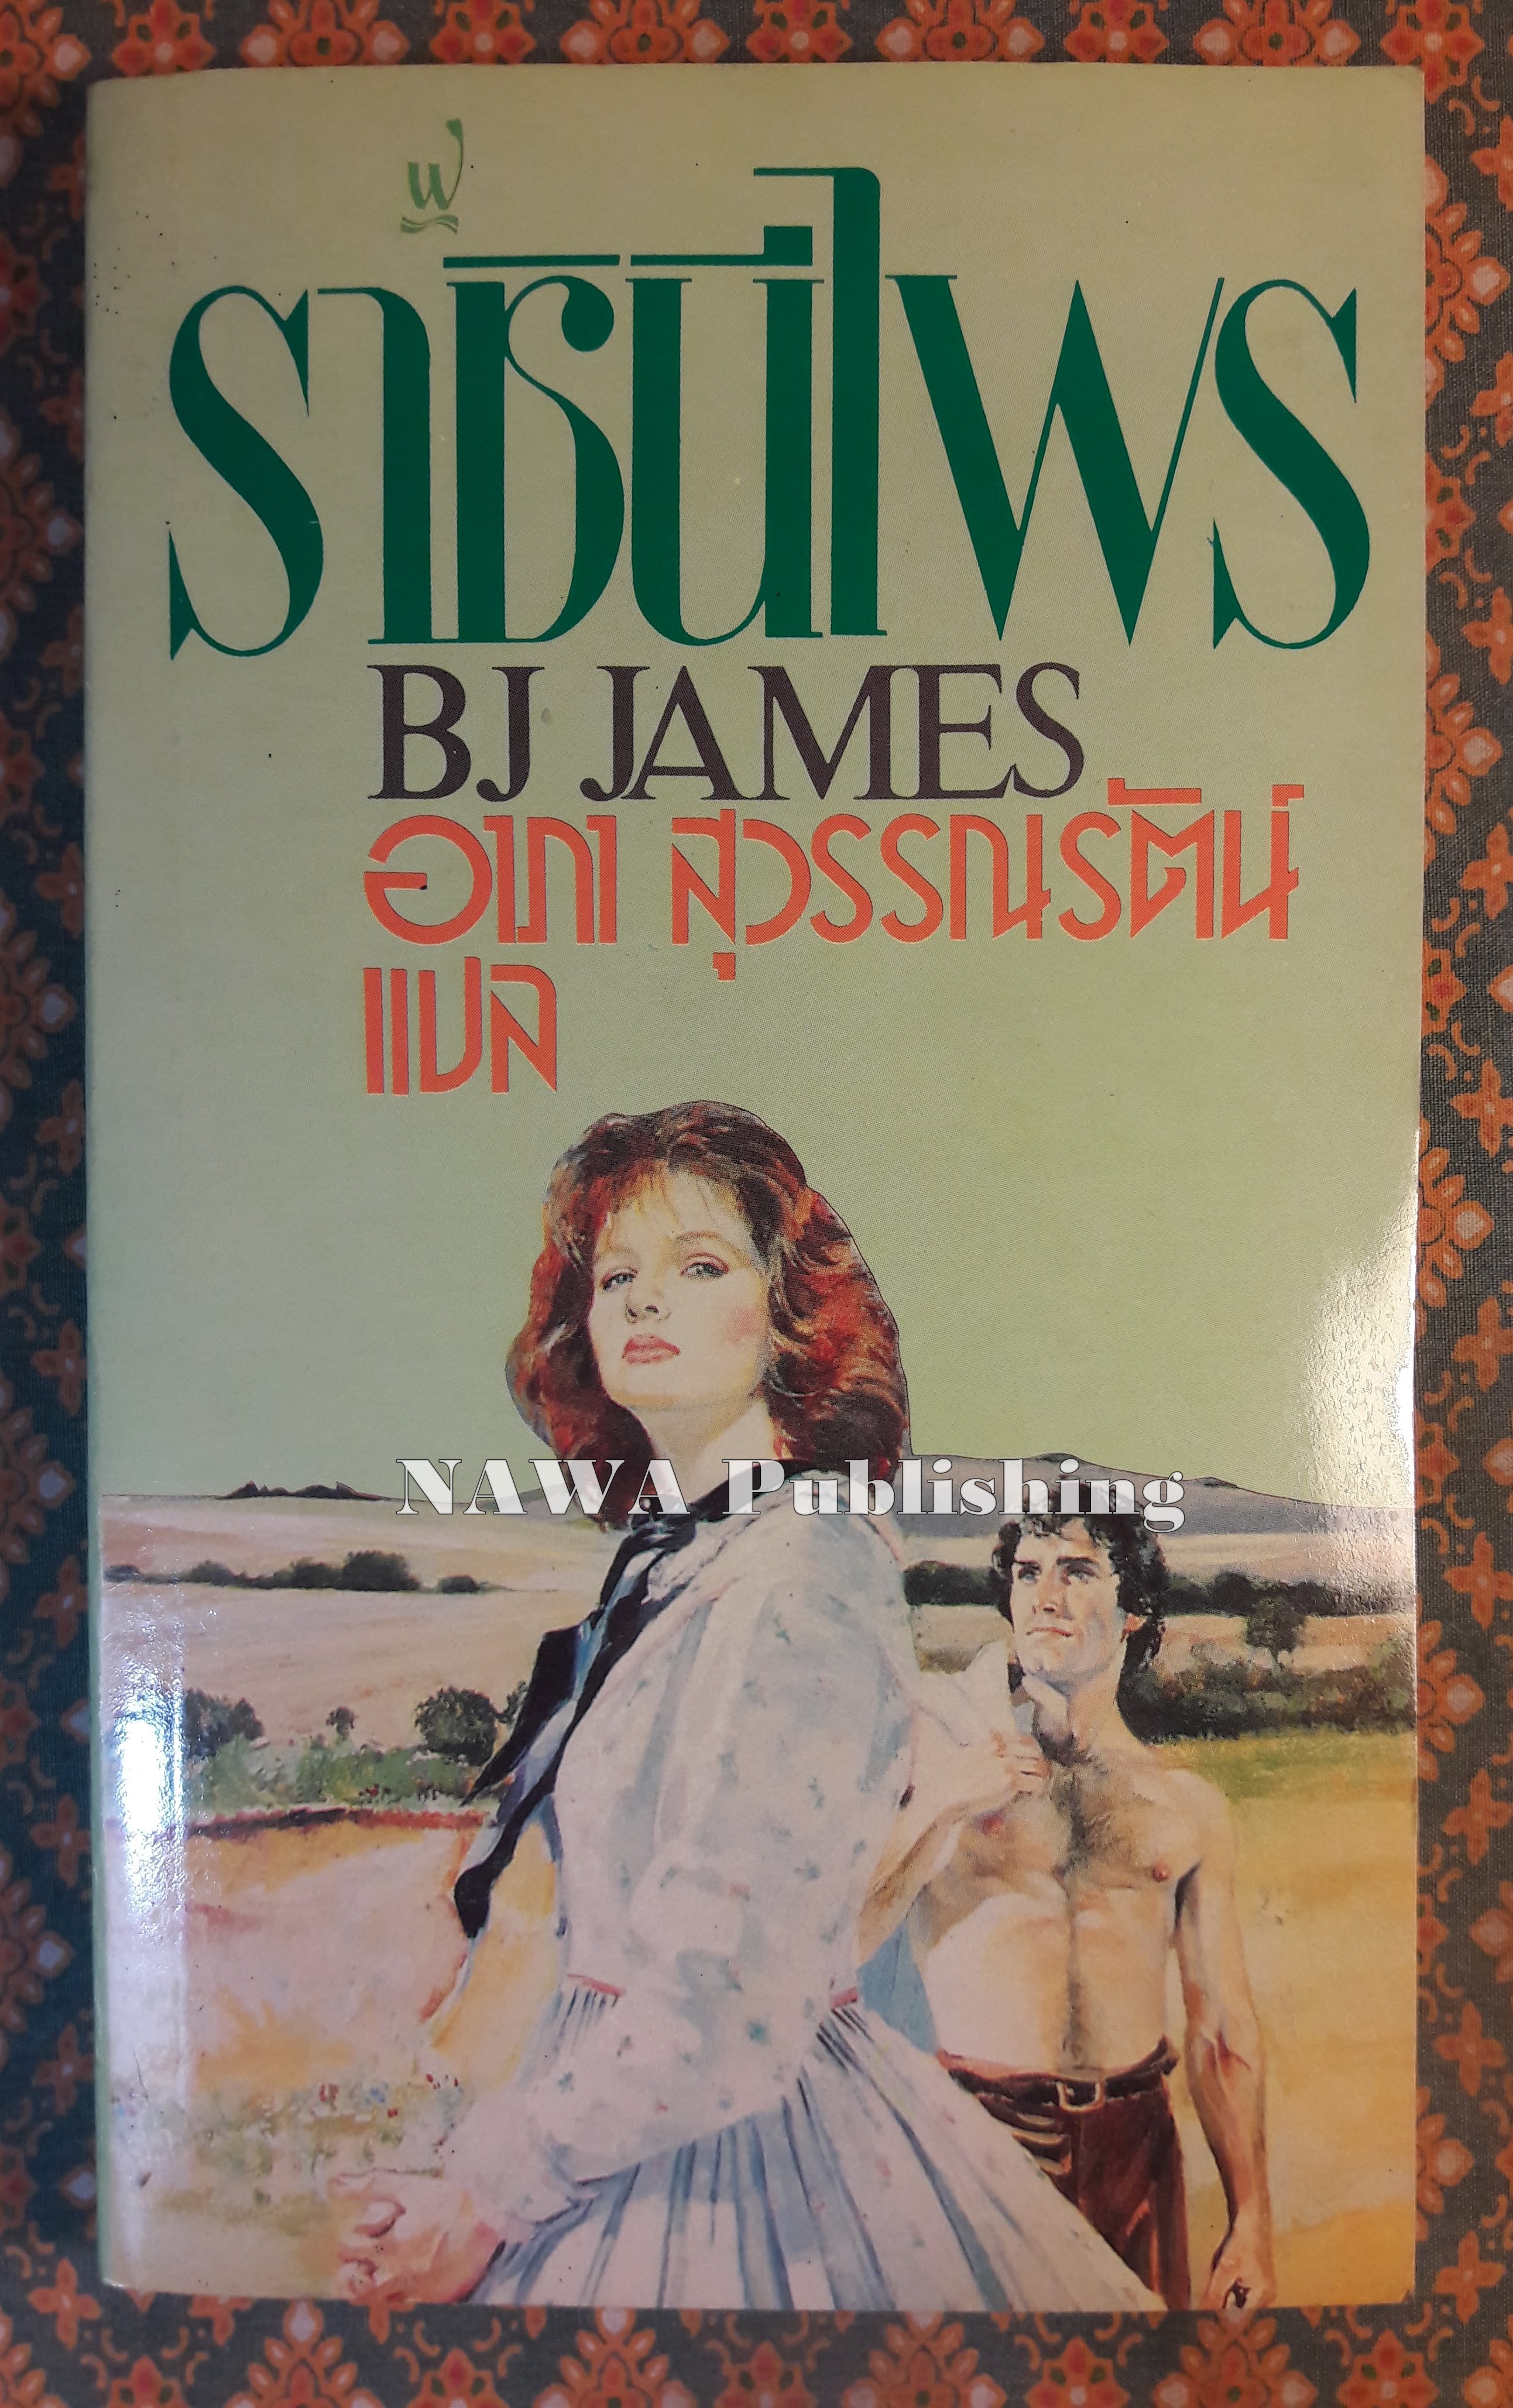 ฟ
ราชินีไพร
BJ JAMES
อาภา สุวรรณรัตน์
แปล
NAWA Publishing